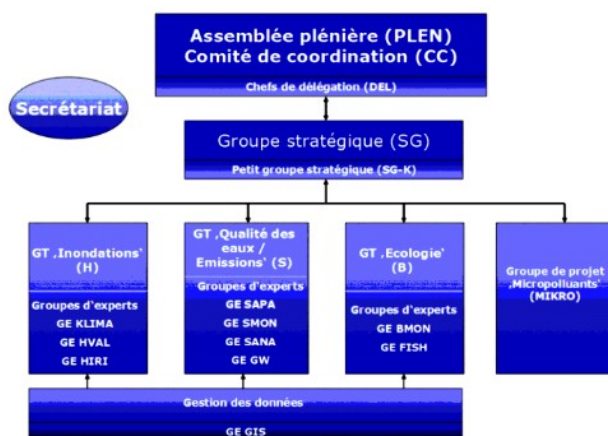 Assemblée plénière (PLEN)
Comité de coordination (CC)
Chefs de délégation (DEL)
Secrétariat
Groupe stratégique (SG)
Petit groupe stratégique (SG-K)
GT ‚Inondations‘
(H)
Groupes d‘experts
GE KLIMA
GE HVAL
GE HIRI
GT ‚Qualité des
eaux /
Emissions‘ (S)
Groupes d‘experts
GE SAPA
GE SMON
GE SANA
GE GW
GT ‚Ecologie‘
(B)
Groupes d‘experts
GE BMON
GE FISH
Groupe de projet
‚Micropolluants‘
(MIKRO)
Gestion des données
GE GIS